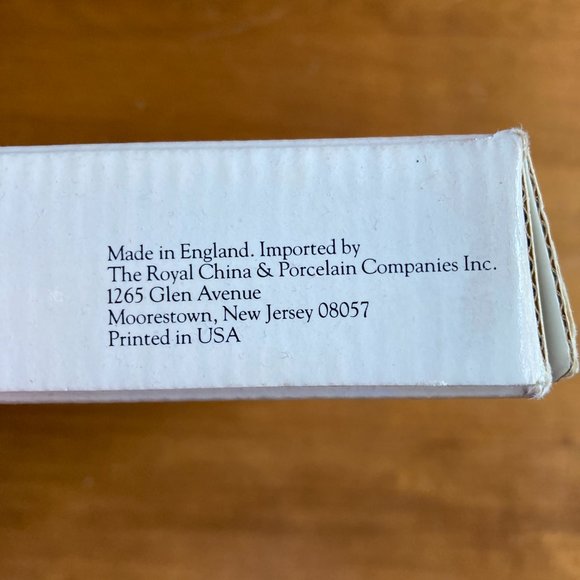 Made in England. Imported by
The Royal China & Porcelain Companies Inc.
1265 Glen Avenue
Moorestown, New Jersey 08057
Printed in USA